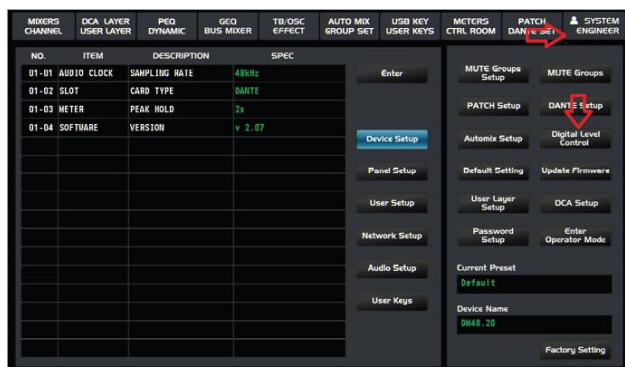 MIXERS DCA LAYER PEQ GEQ TB/OSC AUTO MIX USB KEY METERS PATCH SYSTEM
CHANNEL USER LAYER DYNAMIC BUS MIXER EFFECT GROUP SET USER KEYS CTRL ROOM DANTE SET ENGINEER
NO. ITEM DESCRIPTION SPEC
01-01 AUDIO CLOCK SAMPLING RATE 48kHz
01-02 SLOT CARD TYPE DANTE
01-03 METER PEAK HOLD 2s
01-04 SOFTWARE VERSION v 2.07
Enter
Device Setup
Panel Setup
User Setup
Network Setup
Audio Setup
User Keys
MUTE Groups
Setup
MUTE Groups
PATCH Setup
DANTE Setup
Automix Setup
Digital Level
Control
Default Setting
Update Firmware
User Layer
Setup
DCA Setup
Password
Setup
Enter
Operator Mode
Current Preset
Default
Device Name
DM48.20
Factory Setting